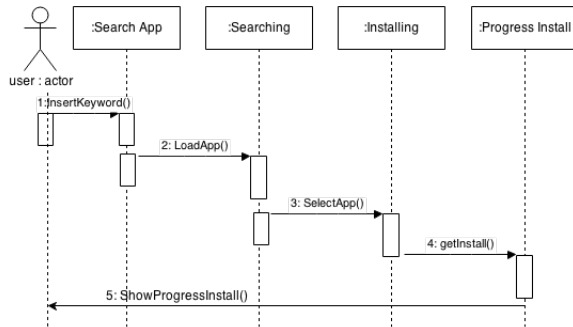 :Search App
:Searching
:Installing
:Progress Install
user : actor
1:InsertKeyword()
2: LoadApp()
3: SelectApp()
4: getInstall()
5: ShowProgressInstall()